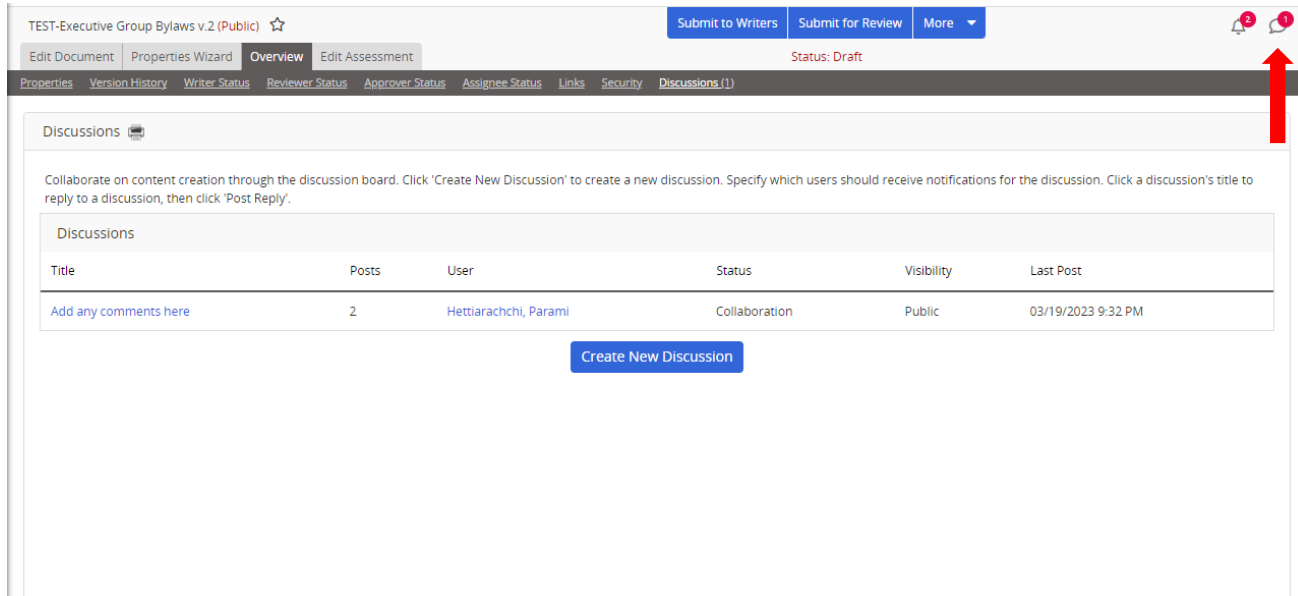 TEST-Executive Group Bylaws v.2 (Public)
Submit to Writers Submit for Review More
2 1
Edit Document Properties Wizard Overview Edit Assessment
Status: Draft
Properties Version History Writer Status Reviewer Status Approver Status Assignee Status Links Security Discussions (1)
Discussions
Collaborate on content creation through the discussion board. Click 'Create New Discussion' to create a new discussion. Specify which users should receive notifications for the discussion. Click a discussion's title to
reply to a discussion, then click 'Post Reply'.
Discussions
Title Posts User Status Visibility Last Post
Add any comments here 2 Hettiarachchi, Parami Collaboration Public 03/19/2023 9:32 PM
Create New Discussion